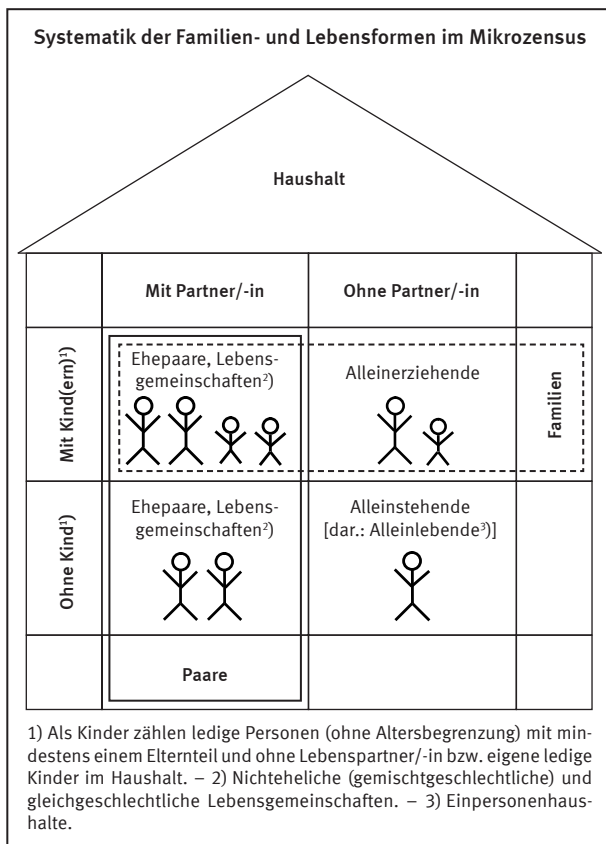 Systematik der Familien- und Lebensformen im Mikrozensus
Haushalt
Mit Partner/-in
Ohne Partner/-in
Mit Kind(ern)¹)
Ehepaare, Lebens-
gemeinschaften²)
Alleinerziehende
Familien
Ohne Kind¹)
Ehepaare, Lebens-
gemeinschaften²)
Alleinstehende
[dar.: Alleinlebende³)]
Paare
1) Als Kinder zählen ledige Personen (ohne Altersbegrenzung) mit min-
destens einem Elternteil und ohne Lebenspartner/-in bzw. eigene ledige
Kinder im Haushalt. – 2) Nichteheliche (gemischtgeschlechtliche) und
gleichgeschlechtliche Lebensgemeinschaften. – 3) Einpersonenhaus-
halte.